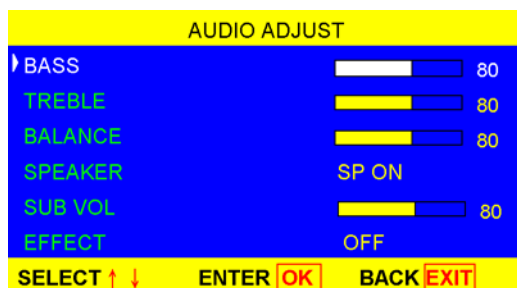 AUDIO ADJUST
BASS 80
TREBLE 80
BALANCE 80
SPEAKER SP ON
SUB VOL 80
EFFECT OFF
SELECT ↑ ↓ ENTER OK BACK EXIT